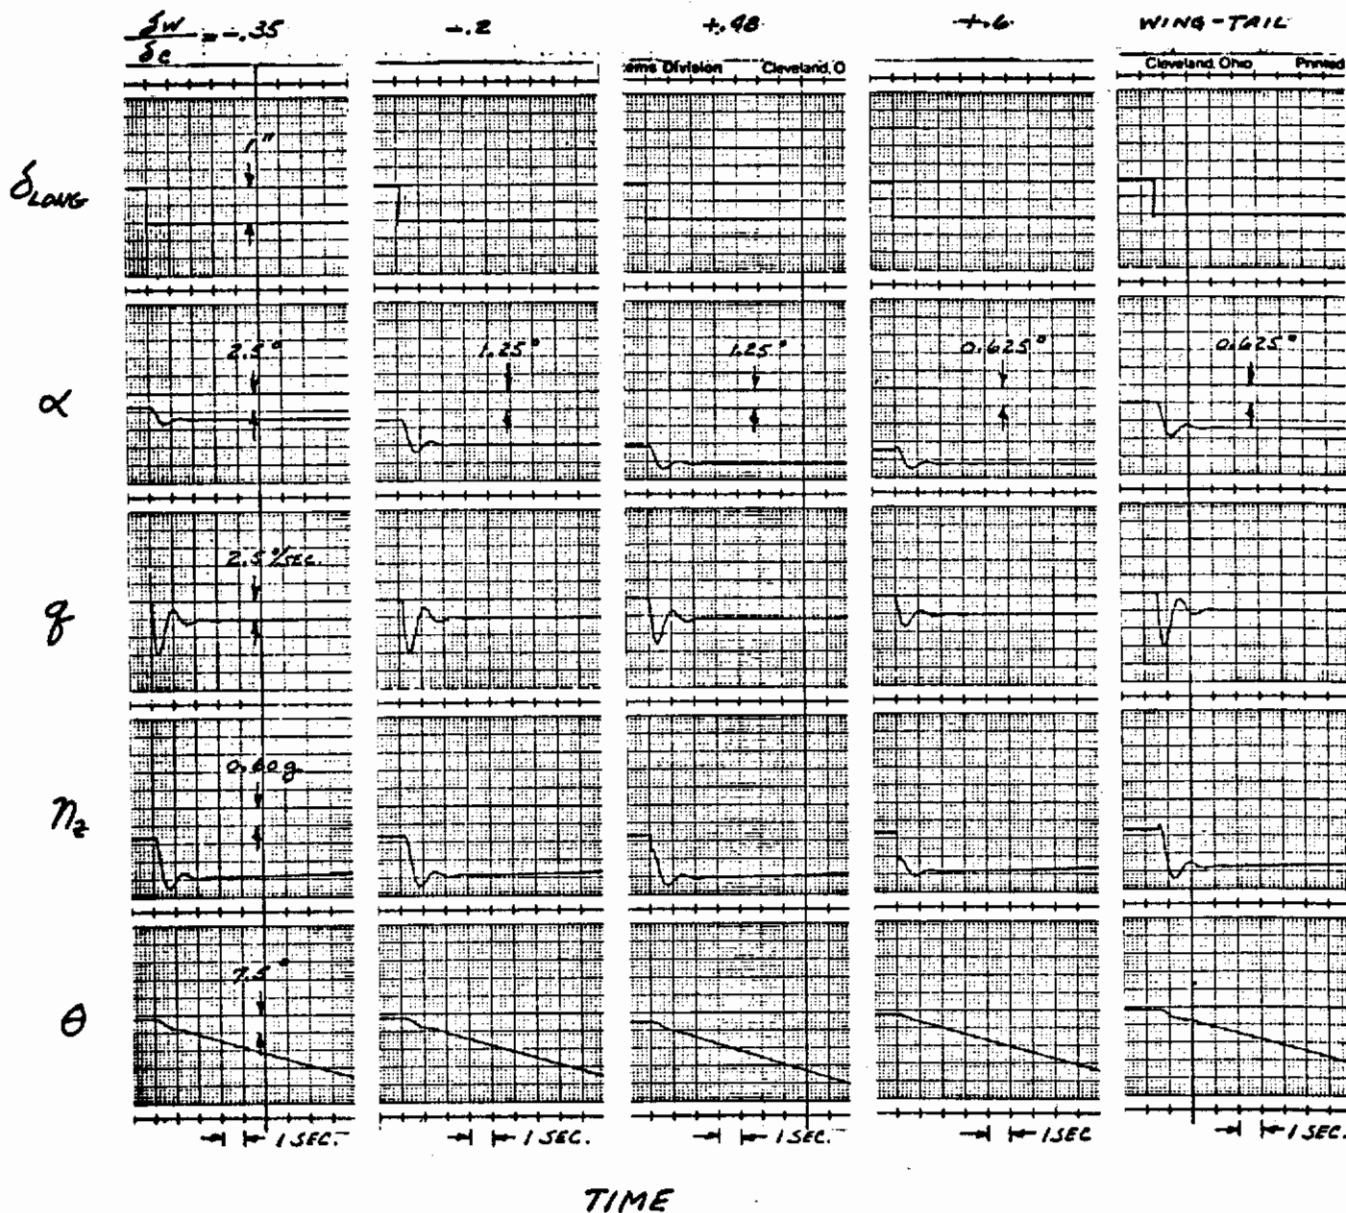 δW/δC = -.35 -.2 +.48 +.6 WING-TAIL
ems Division Cleveland, O Cleveland, Ohio Printed
δLONG 1"
α 2.5° 1.25° 1.25° 0.625° 0.625°
q 2.5°/SEC.
nz 0.60g
θ 7.5°
1 SEC. 1 SEC. 1 SEC. 1 SEC 1 SEC.
TIME